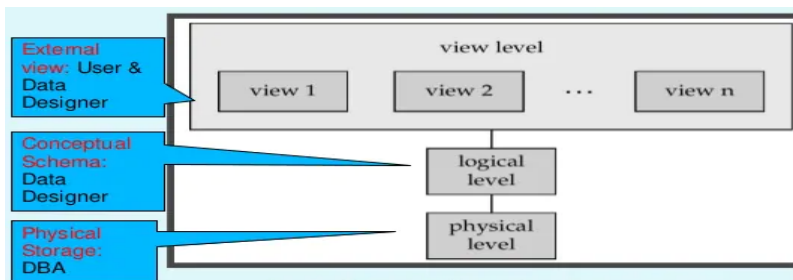 External
view: User &
Data
Designer
view level
view 1
view 2
...
view n
Conceptual
Schema:
Data
Designer
logical
level
Physical
Storage:
DBA
physical
level